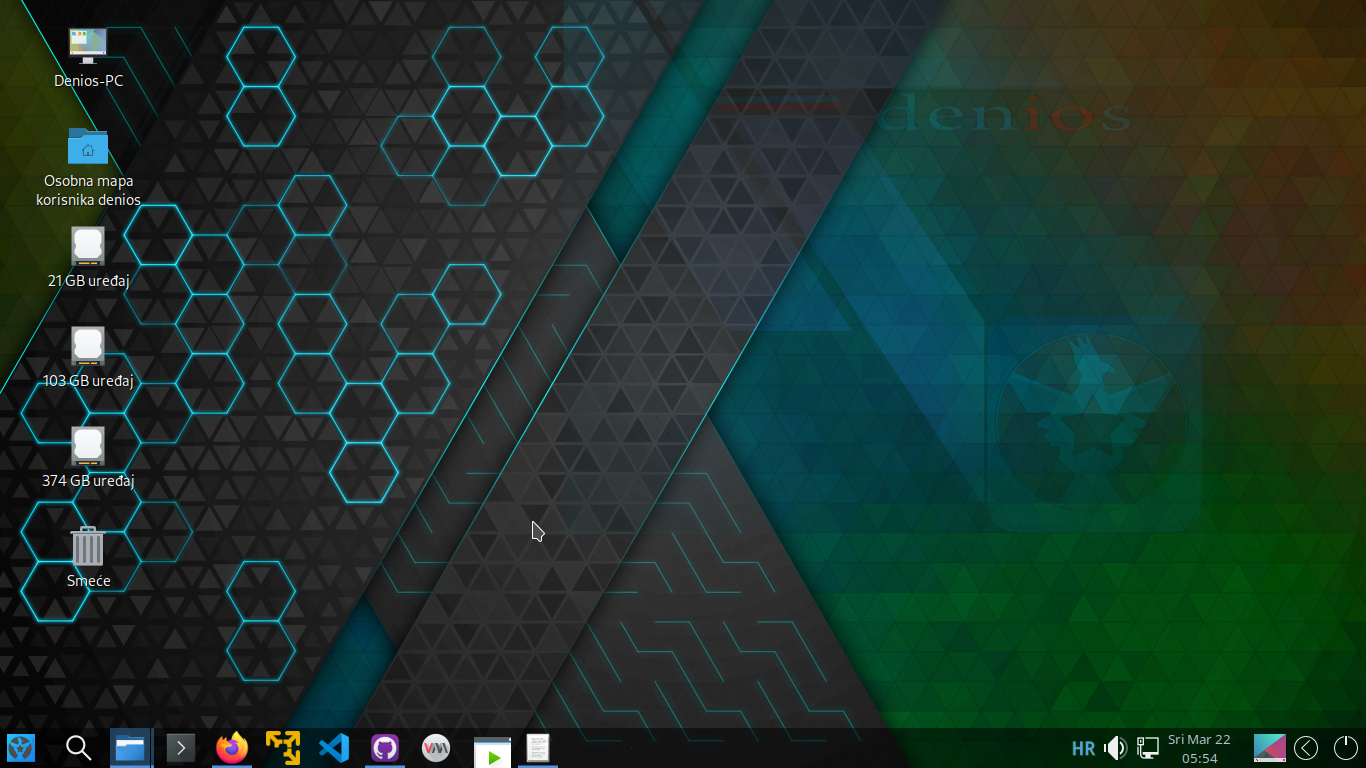 denios
Denios-PC
Osobna mapa
korisnika denios
21 GB uređaj
103 GB uređaj
374 GB uređaj
Smeće
VM
HR
Sri Mar 22
05:54